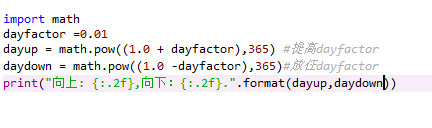 import math
dayfactor =0.01
dayup = math.pow((1.0 + dayfactor),365) #提高dayfactor
daydown = math.pow((1.0 -dayfactor),365)#放任dayfactor
print("向上: {:.2f},向下: {:.2f}.".format(dayup,daydown))